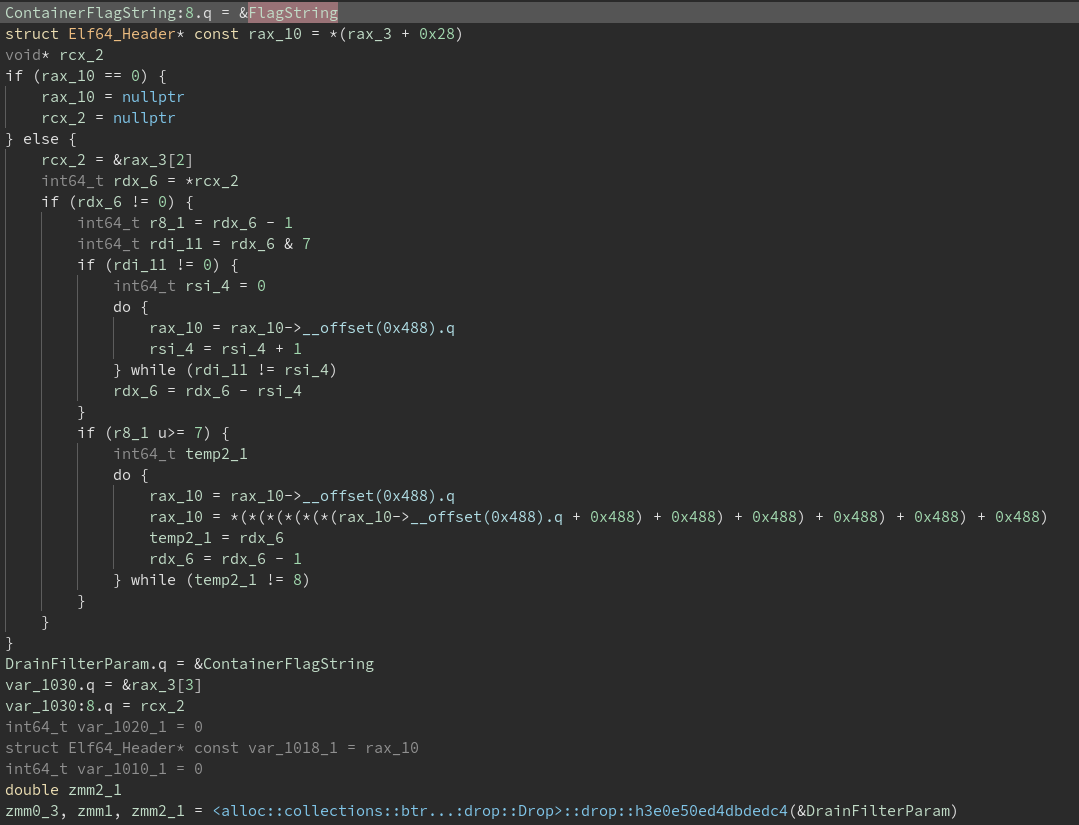 ContainerFlagString:8.q = &FlagString
struct Elf64_Header* const rax_10 = *(rax_3 + 0x28)
void* rcx_2
if (rax_10 == 0) {
    rax_10 = nullptr
    rcx_2 = nullptr
} else {
    rcx_2 = &rax_3[2]
    int64_t rdx_6 = *rcx_2
    if (rdx_6 != 0) {
        int64_t r8_1 = rdx_6 - 1
        int64_t rdi_11 = rdx_6 & 7
        if (rdi_11 != 0) {
            int64_t rsi_4 = 0
            do {
                rax_10 = rax_10->__offset(0x488).q
                rsi_4 = rsi_4 + 1
            } while (rdi_11 != rsi_4)
            rdx_6 = rdx_6 - rsi_4
        }
        if (r8_1 u>= 7) {
            int64_t temp2_1
            do {
                rax_10 = rax_10->__offset(0x488).q
                rax_10 = *(*(*(*(*(*(rax_10->__offset(0x488).q + 0x488) + 0x488) + 0x488) + 0x488) + 0x488) + 0x488)
                temp2_1 = rdx_6
                rdx_6 = rdx_6 - 1
            } while (temp2_1 != 8)
        }
    }
}
DrainFilterParam.q = &ContainerFlagString
var_1030.q = &rax_3[3]
var_1030:8.q = rcx_2
int64_t var_1020_1 = 0
struct Elf64_Header* const var_1018_1 = rax_10
int64_t var_1010_1 = 0
double zmm2_1
zmm0_3, zmm1, zmm2_1 = <alloc::collections::btr...:drop::Drop>::drop::h3e0e50ed4dbdedc4(&DrainFilterParam)